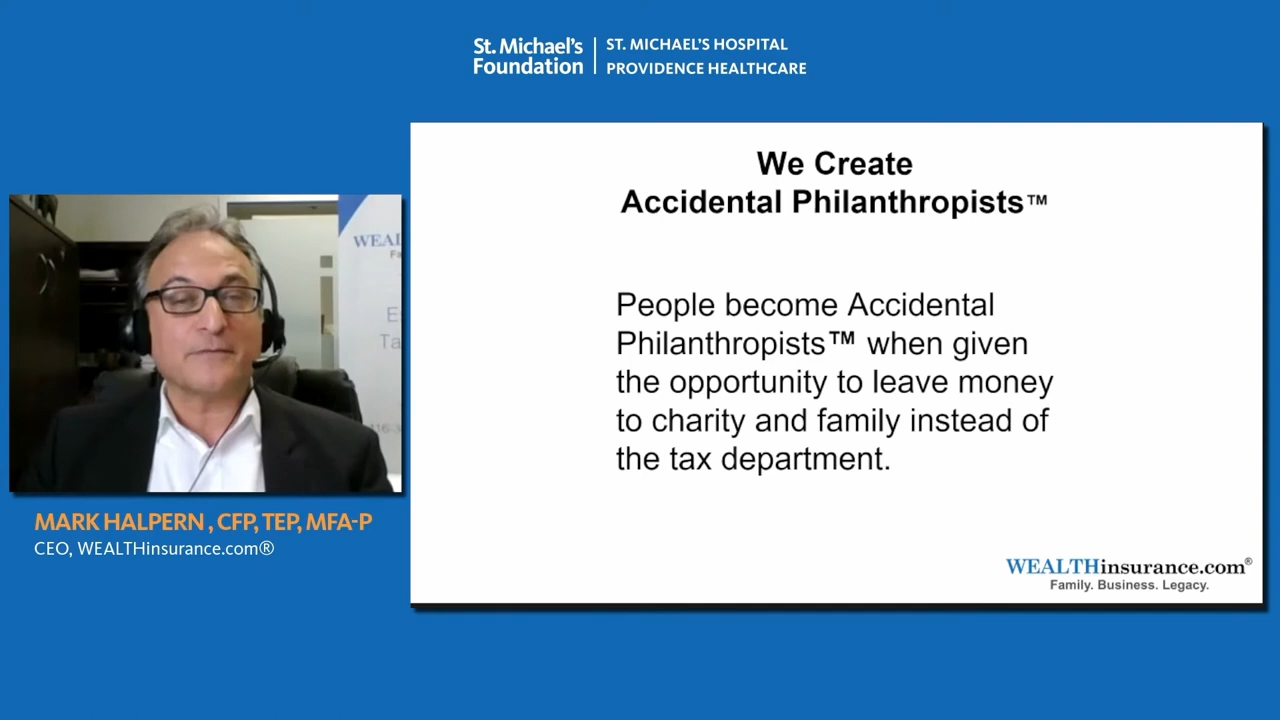 St. Michael's
Foundation
ST. MICHAEL'S HOSPITAL
PROVIDENCE HEALTHCARE
We Create
Accidental Philanthropists™
People become Accidental
Philanthropists™ when given
the opportunity to leave money
to charity and family instead of
the tax department.
WEALTHinsurance.com®
Family. Business. Legacy.
MARK HALPERN , CFP, TEP, MFA-P
CEO, WEALTHinsurance.com®